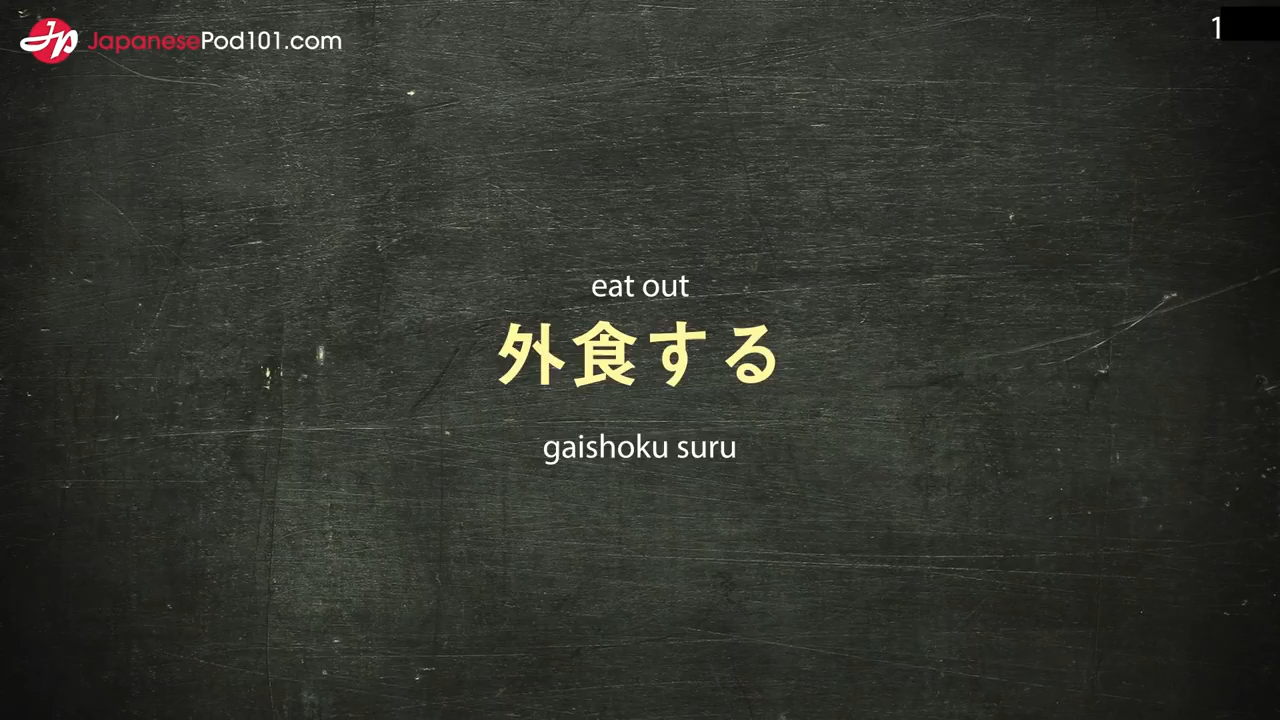 JapanesePod101.com
1
eat out
外食する
gaishoku suru